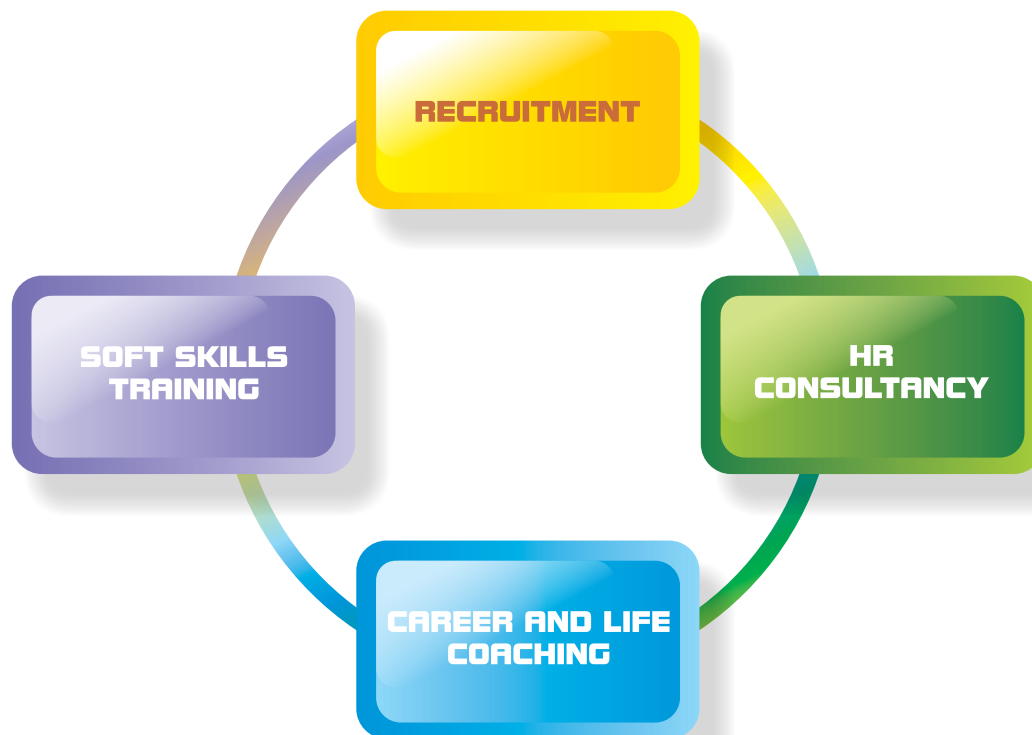 RECRUITMENT
SOFT SKILLS
TRAINING
HR
CONSULTANCY
CAREER AND LIFE
COACHING